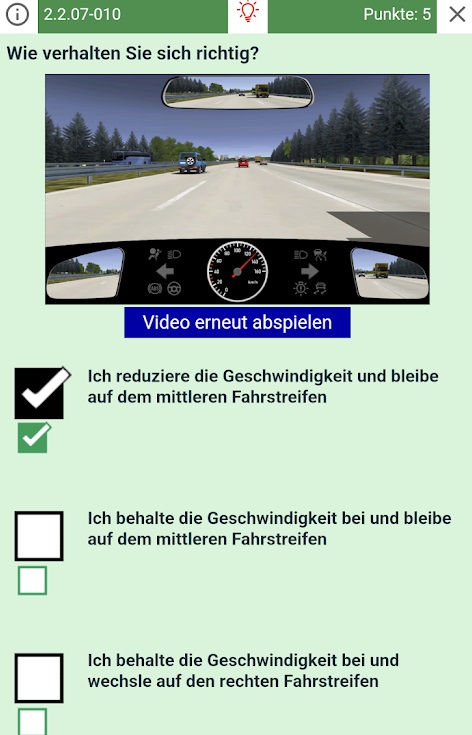 2.2.07-010
Punkte: 5
Wie verhalten Sie sich richtig?
Video erneut abspielen
Ich reduziere die Geschwindigkeit und bleibe
auf dem mittleren Fahrstreifen
Ich behalte die Geschwindigkeit bei und bleibe
auf dem mittleren Fahrstreifen
Ich behalte die Geschwindigkeit bei und
wechsle auf den rechten Fahrstreifen